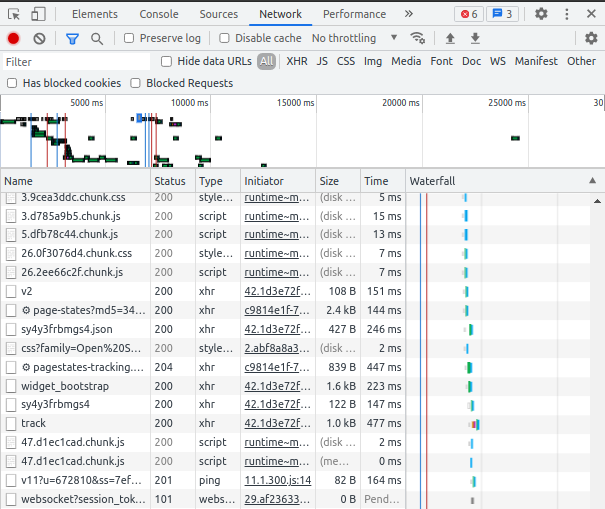 Elements Console Sources Network Performance » 6 3
Preserve log Disable cache No throttling
Filter Hide data URLs All XHR JS CSS Img Media Font Doc WS Manifest Other
Has blocked cookies Blocked Requests
5000 ms 10000 ms 15000 ms 20000 ms 25000 ms 30
Name Status Type Initiator Size Time Waterfall
3.9cea3ddc.chunk.css 200 style… runtime~m… (disk … 5 ms
3.d785a9b5.chunk.js 200 script runtime~m… (disk … 15 ms
5.dfb78c44.chunk.js 200 script runtime~m… (disk … 13 ms
26.0f3076d4.chunk.css 200 style… runtime~m… (disk … 7 ms
26.2ee66c2f.chunk.js 200 script runtime~m… (disk … 7 ms
v2 200 xhr 42.1d3e72f… 108 B 151 ms
page-states?md5=34… 200 xhr c9814e1f-7… 2.4 kB 144 ms
sy4y3frbmgs4.json 200 xhr 42.1d3e72f… 427 B 246 ms
css?family=Open%20S… 200 style… 2.abf8a8a3… (disk … 2 ms
pagestates-tracking.… 204 xhr c9814e1f-7… 839 B 447 ms
widget_bootstrap 200 xhr 42.1d3e72f… 1.6 kB 223 ms
sy4y3frbmgs4 200 xhr 42.1d3e72f… 122 B 147 ms
track 200 xhr 42.1d3e72f… 1.0 kB 477 ms
47.d1ec1cad.chunk.js 200 script runtime~m… (disk … 2 ms
47.d1ec1cad.chunk.js 200 script runtime~m… (me… 0 ms
v11?u=672810&ss=7ef… 201 ping 11.1.300.js:14 82 B 164 ms
websocket?session_tok… 101 webs… 29.af23633… 0 B Pend…